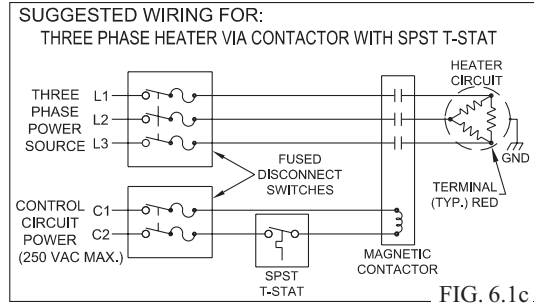 SUGGESTED WIRING FOR:
THREE PHASE HEATER VIA CONTACTOR WITH SPST T-STAT
HEATER
CIRCUIT
THREE
PHASE
POWER
SOURCE
L1
L2
L3
GND
FUSED
DISCONNECT
SWITCHES
TERMINAL
(TYP.) RED
CONTROL
CIRCUIT
POWER
(250 VAC MAX.)
C1
C2
SPST
T-STAT
MAGNETIC
CONTACTOR
FIG. 6.1c